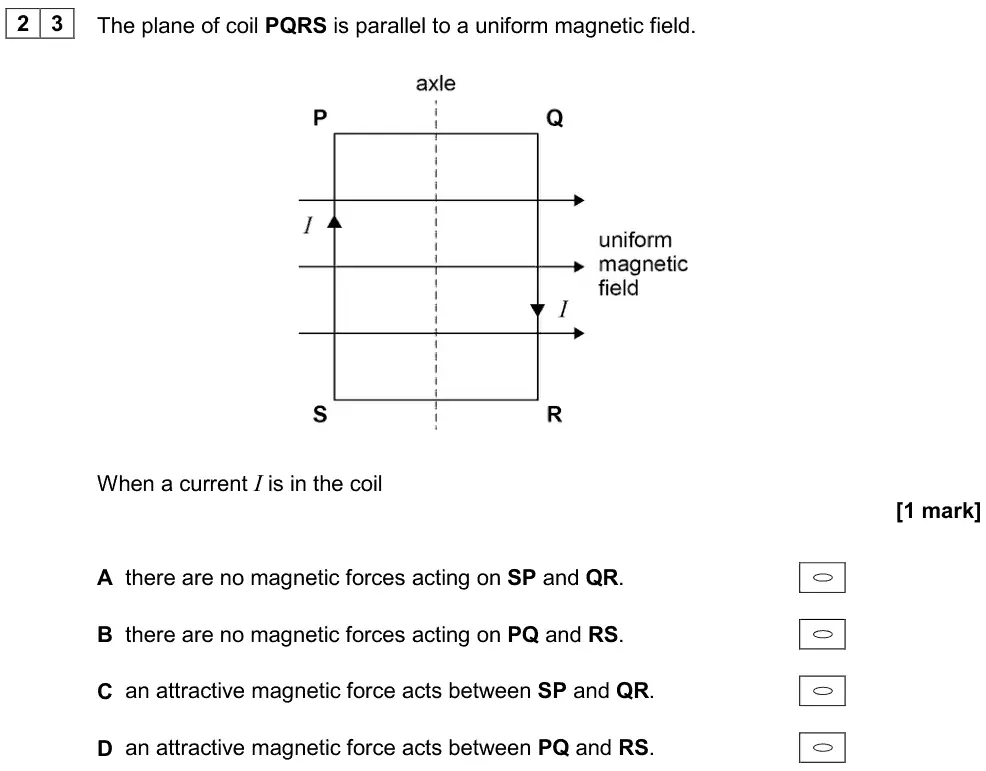 2 3 The plane of coil PQRS is parallel to a uniform magnetic field.
axle
P Q
I
uniform
magnetic
field
I
S R
When a current I is in the coil
[1 mark]
A there are no magnetic forces acting on SP and QR.
B there are no magnetic forces acting on PQ and RS.
C an attractive magnetic force acts between SP and QR.
D an attractive magnetic force acts between PQ and RS.